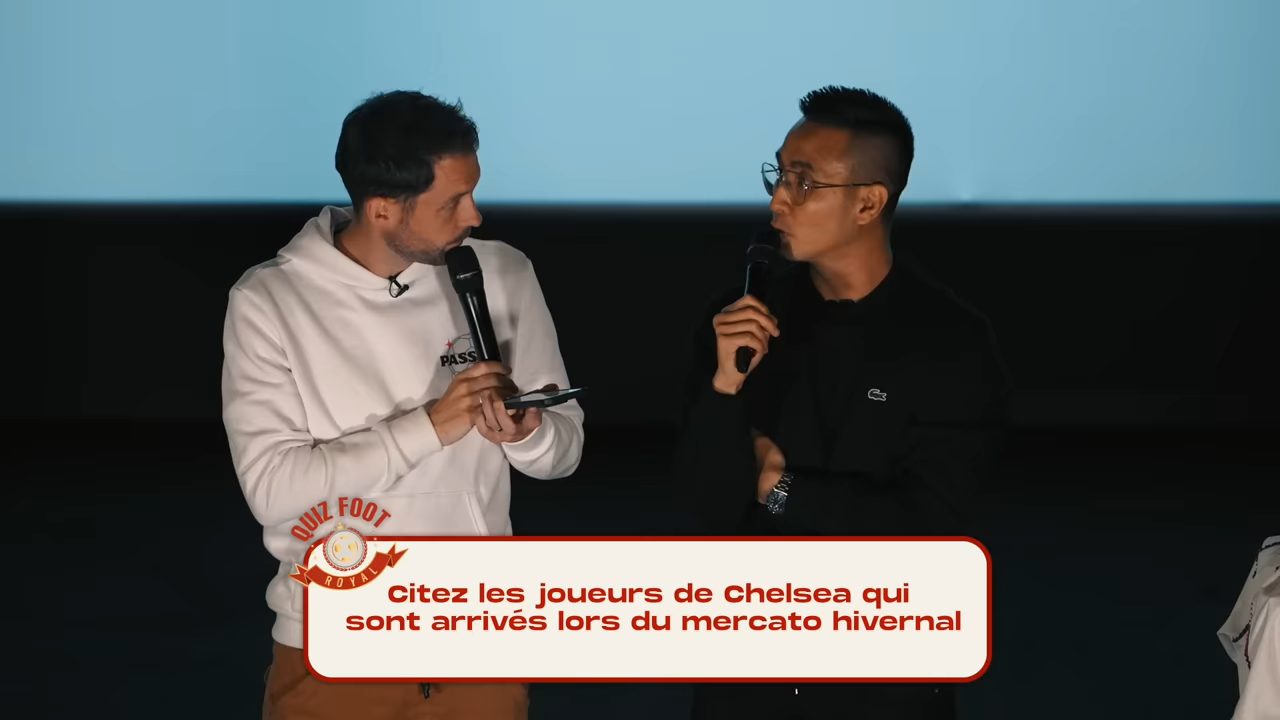 PASS
QUIZ FOOT
ROYAL
Citez les joueurs de Chelsea qui
sont arrivés lors du mercato hivernal